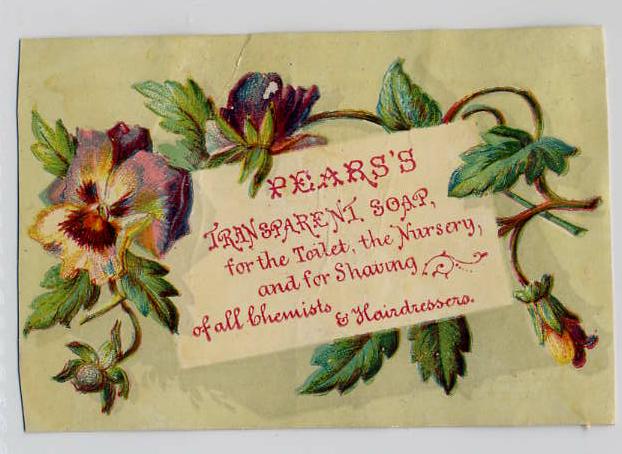 PEARS'S
TRANSPARENT SOAP,
for the Toilet, the Nursery,
and for Shaving
of all Chemists & Hairdressers.